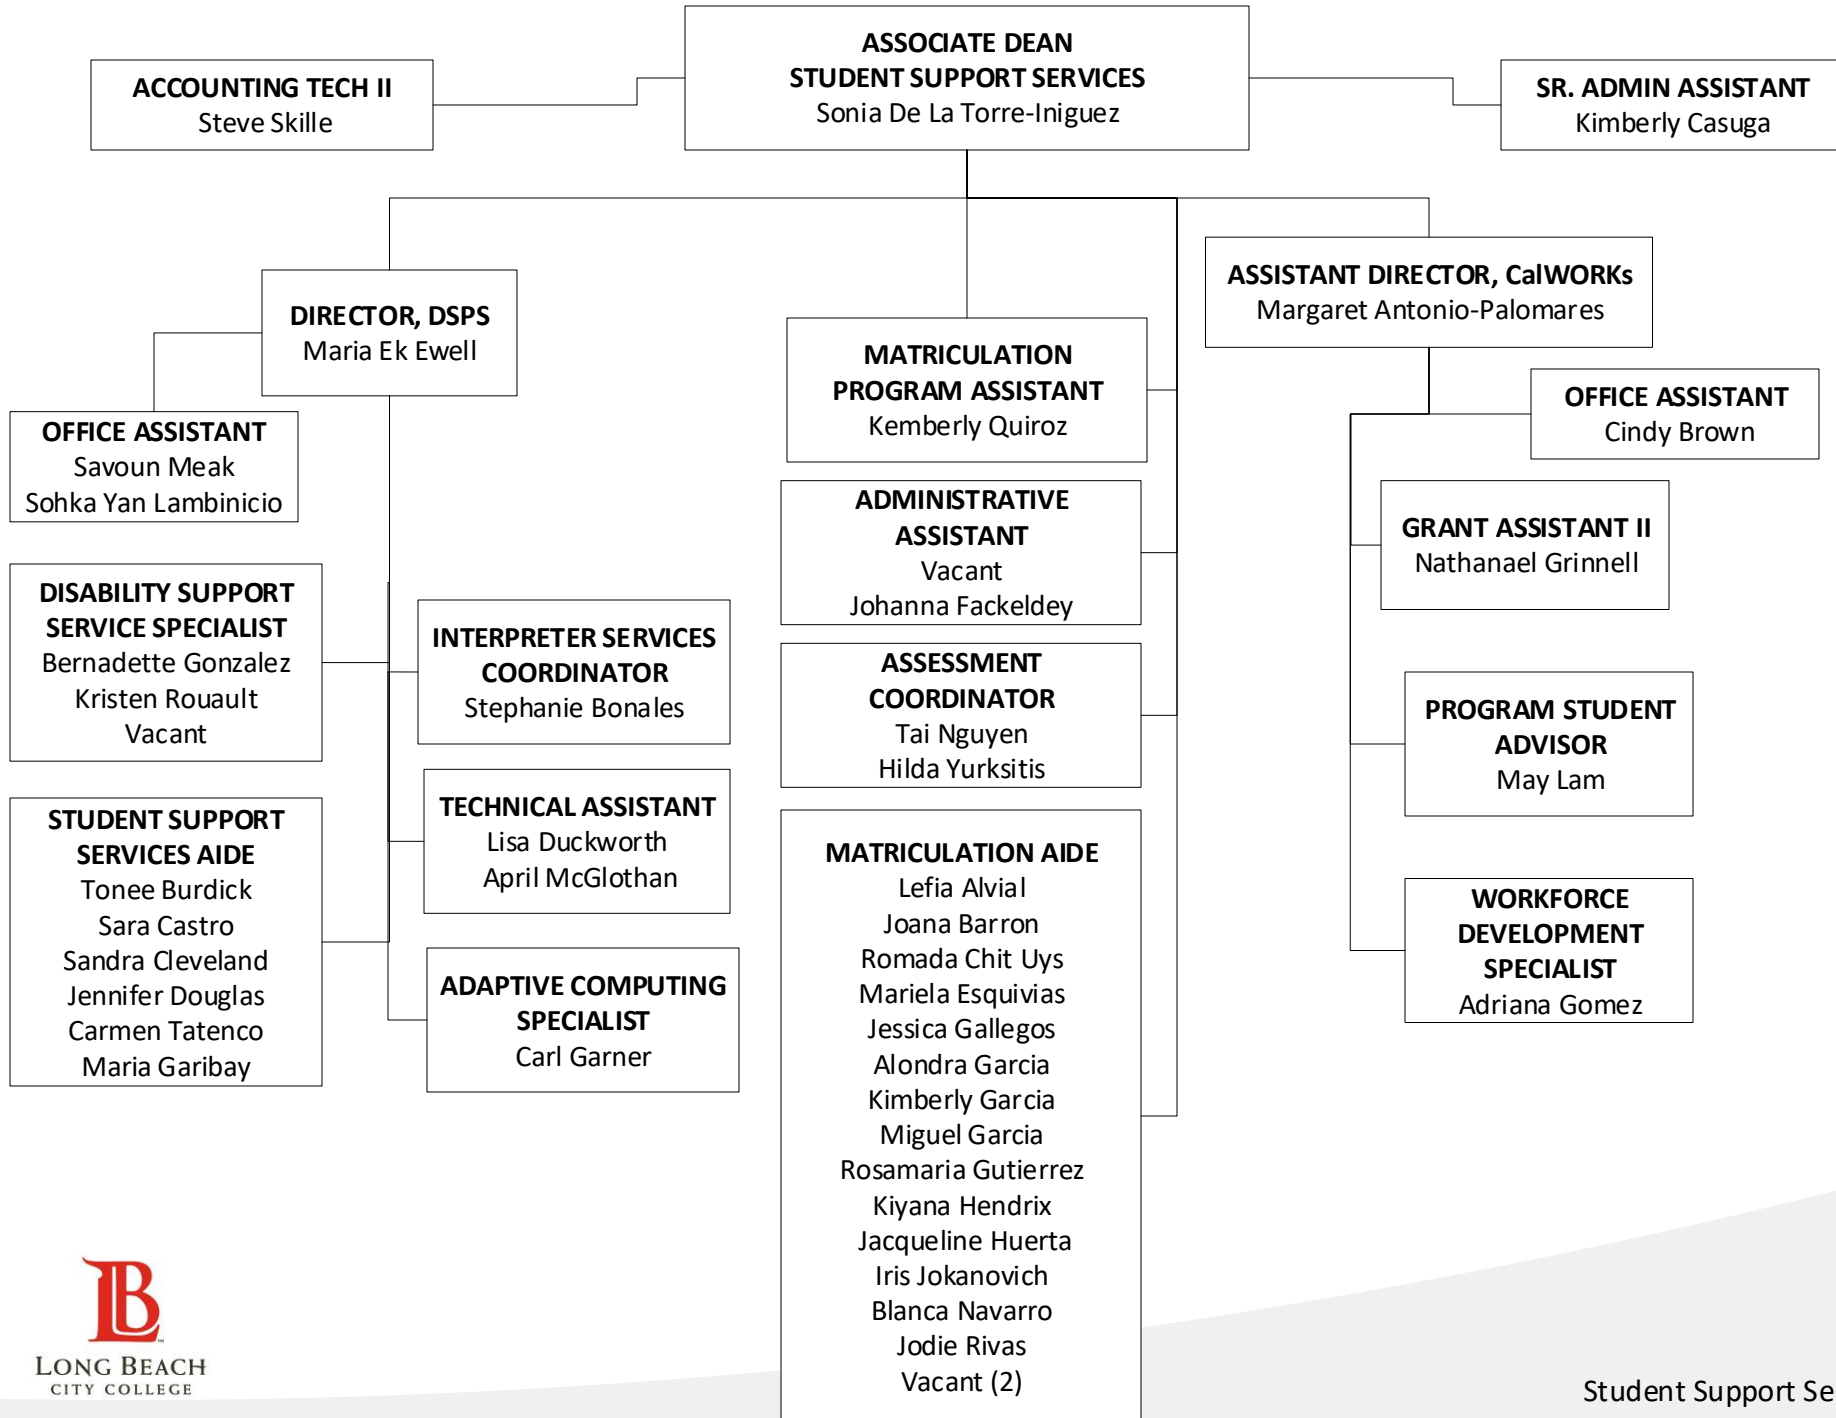 ASSOCIATE DEAN
STUDENT SUPPORT SERVICES
Sonia De La Torre-Iniguez
ACCOUNTING TECH II
Steve Skille
SR. ADMIN ASSISTANT
Kimberly Casuga
DIRECTOR, DSPS
Maria Ek Ewell
OFFICE ASSISTANT
Savoun Meak
Sohka Yan Lambinicio
DISABILITY SUPPORT
SERVICE SPECIALIST
Bernadette Gonzalez
Kristen Rouault
Vacant
STUDENT SUPPORT
SERVICES AIDE
Tonee Burdick
Sara Castro
Sandra Cleveland
Jennifer Douglas
Carmen Tatenco
Maria Garibay
INTERPRETER SERVICES
COORDINATOR
Stephanie Bonales
TECHNICAL ASSISTANT
Lisa Duckworth
April McGlothan
ADAPTIVE COMPUTING
SPECIALIST
Carl Garner
MATRICULATION
PROGRAM ASSISTANT
Kemberly Quiroz
ADMINISTRATIVE
ASSISTANT
Vacant
Johanna Fackeldey
ASSESSMENT
COORDINATOR
Tai Nguyen
Hilda Yurksitis
MATRICULATION AIDE
Lefia Alvial
Joana Barron
Romada Chit Uys
Mariela Esquivias
Jessica Gallegos
Alondra Garcia
Kimberly Garcia
Miguel Garcia
Rosamaria Gutierrez
Kiyana Hendrix
Jacqueline Huerta
Iris Jokanovich
Blanca Navarro
Jodie Rivas
Vacant (2)
ASSISTANT DIRECTOR, CalWORKs
Margaret Antonio-Palomares
OFFICE ASSISTANT
Cindy Brown
GRANT ASSISTANT II
Nathanael Grinnell
PROGRAM STUDENT
ADVISOR
May Lam
WORKFORCE
DEVELOPMENT
SPECIALIST
Adriana Gomez
LB
LONG BEACH
CITY COLLEGE
Student Support Se